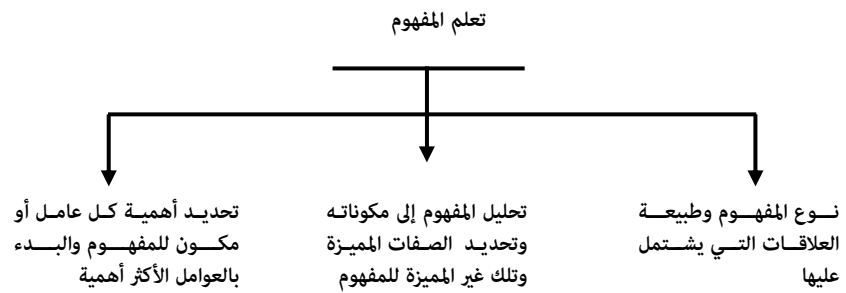 تعلم المفهوم
نوع المفهوم وطبيعة
العلاقات التي يشتمل
عليها
تحليل المفهوم إلى مكوناته
وتحديد الصفات المميزة
وتلك غير المميزة للمفهوم
تحديد أهمية كل عامل أو
مكون للمفهوم والبدء
بالعوامل الأكثر أهمية